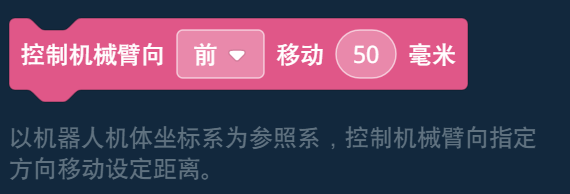 控制机械臂向 前 移动 50 毫米
以机器人机体坐标系为参照系，控制机械臂向指定
方向移动设定距离。